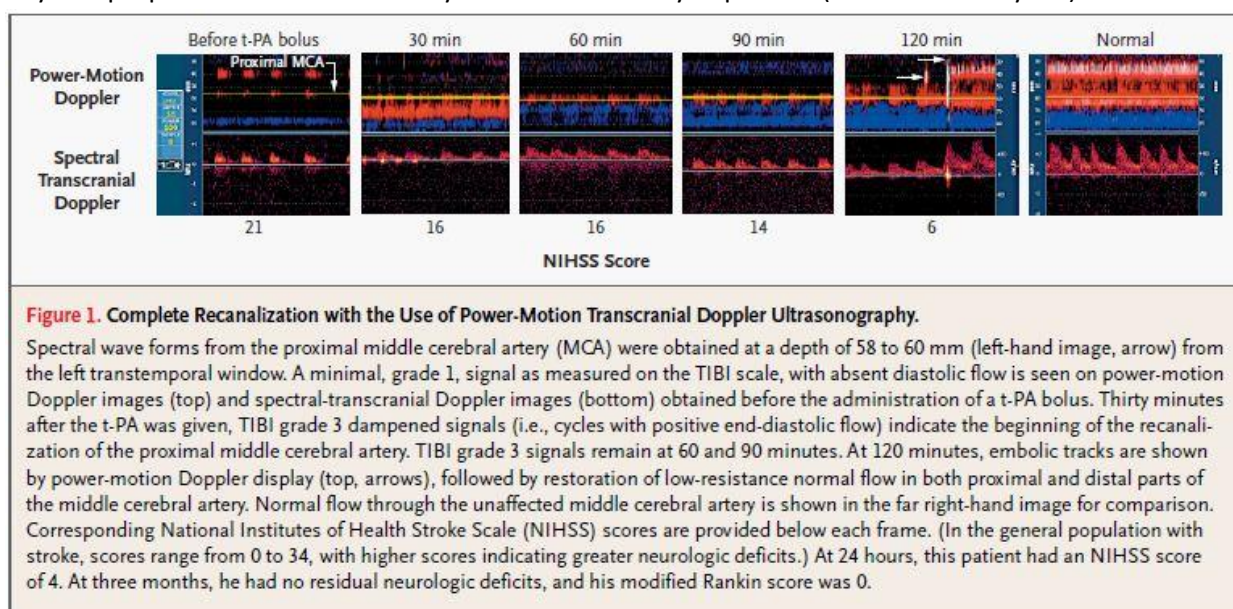 Before t-PA bolus 30 min 60 min 90 min 120 min Normal
Proximal MCA
Power-Motion
Doppler
Spectral
Transcranial
Doppler
21 16 16 14 6
NIHSS Score
Figure 1. Complete Recanalization with the Use of Power-Motion Transcranial Doppler Ultrasonography.
Spectral wave forms from the proximal middle cerebral artery (MCA) were obtained at a depth of 58 to 60 mm (left-hand image, arrow) from
the left transtemporal window. A minimal, grade 1, signal as measured on the TIBI scale, with absent diastolic flow is seen on power-motion
Doppler images (top) and spectral-transcranial Doppler images (bottom) obtained before the administration of a t-PA bolus. Thirty minutes
after the t-PA was given, TIBI grade 3 dampened signals (i.e., cycles with positive end-diastolic flow) indicate the beginning of the recanali-
zation of the proximal middle cerebral artery. TIBI grade 3 signals remain at 60 and 90 minutes. At 120 minutes, embolic tracks are shown
by power-motion Doppler display (top, arrows), followed by restoration of low-resistance normal flow in both proximal and distal parts of
the middle cerebral artery. Normal flow through the unaffected middle cerebral artery is shown in the far right-hand image for comparison.
Corresponding National Institutes of Health Stroke Scale (NIHSS) scores are provided below each frame. (In the general population with
stroke, scores range from 0 to 34, with higher scores indicating greater neurologic deficits.) At 24 hours, this patient had an NIHSS score
of 4. At three months, he had no residual neurologic deficits, and his modified Rankin score was 0.